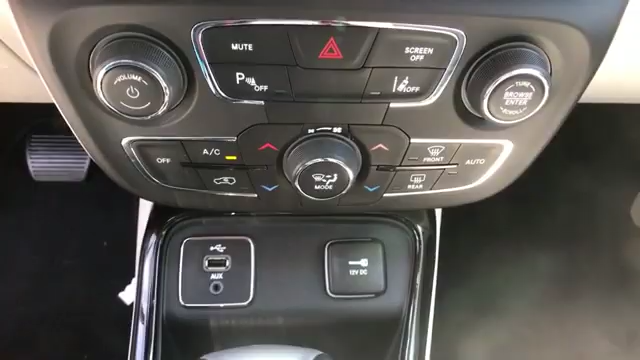 MUTE
SCREEN OFF
P OFF
OFF
VOLUME
TUNE
BROWSE
ENTER
SCROLL
OFF
A/C
MODE
FRONT
REAR
AUTO
AUX
12V DC